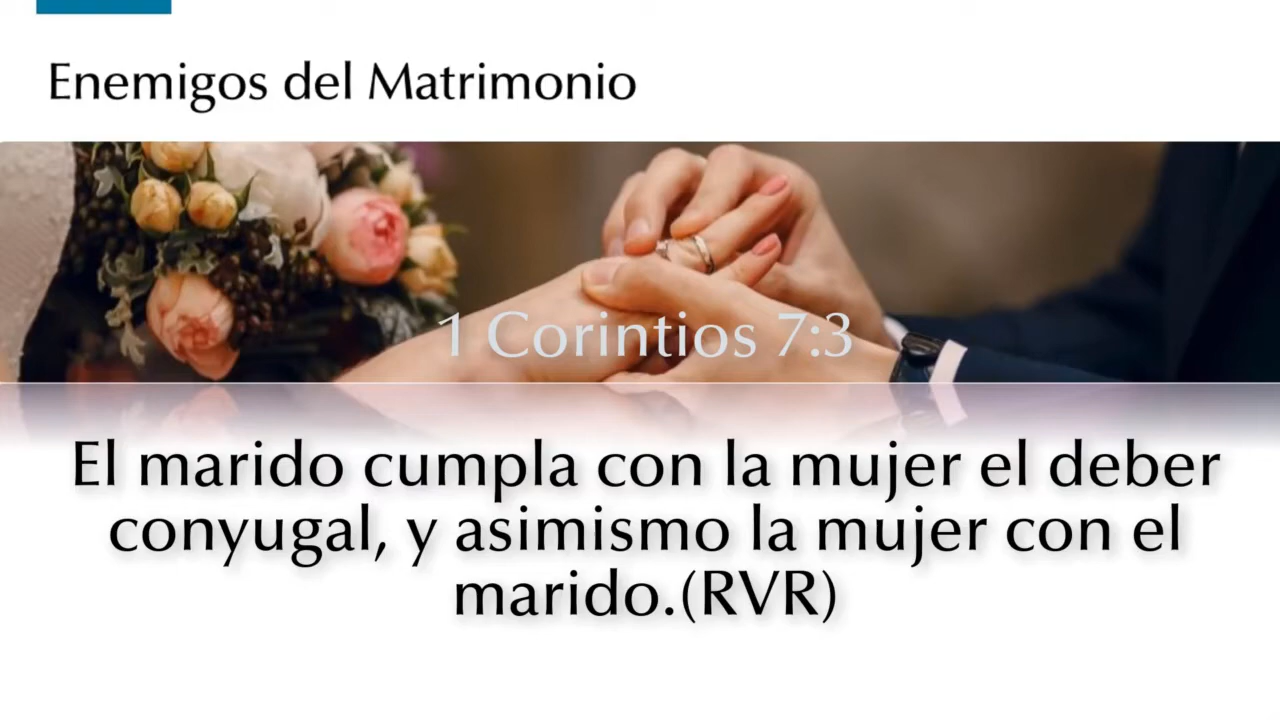 Enemigos del Matrimonio
1 Corintios 7:3
El marido cumpla con la mujer el deber
conyugal, y asimismo la mujer con el
marido.(RVR)